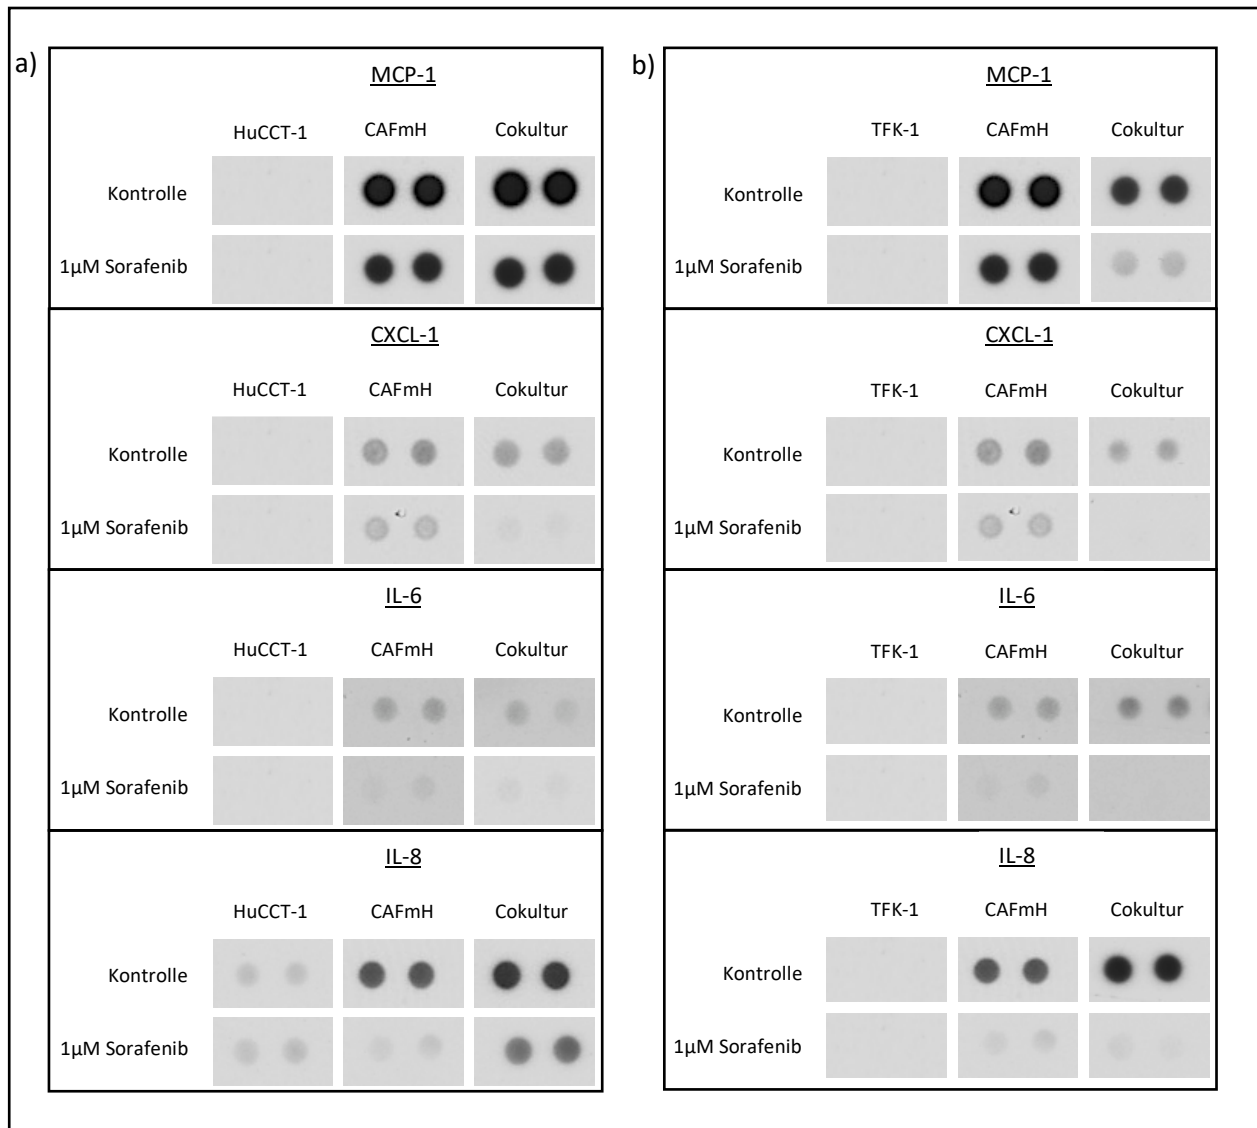 a)
MCP-1
HuCCT-1 CAFmH Cokultur
Kontrolle
1µM Sorafenib
CXCL-1
HuCCT-1 CAFmH Cokultur
Kontrolle
1µM Sorafenib
IL-6
HuCCT-1 CAFmH Cokultur
Kontrolle
1µM Sorafenib
IL-8
HuCCT-1 CAFmH Cokultur
Kontrolle
1µM Sorafenib
b)
MCP-1
TFK-1 CAFmH Cokultur
Kontrolle
1µM Sorafenib
CXCL-1
TFK-1 CAFmH Cokultur
Kontrolle
1µM Sorafenib
IL-6
TFK-1 CAFmH Cokultur
Kontrolle
1µM Sorafenib
IL-8
TFK-1 CAFmH Cokultur
Kontrolle
1µM Sorafenib